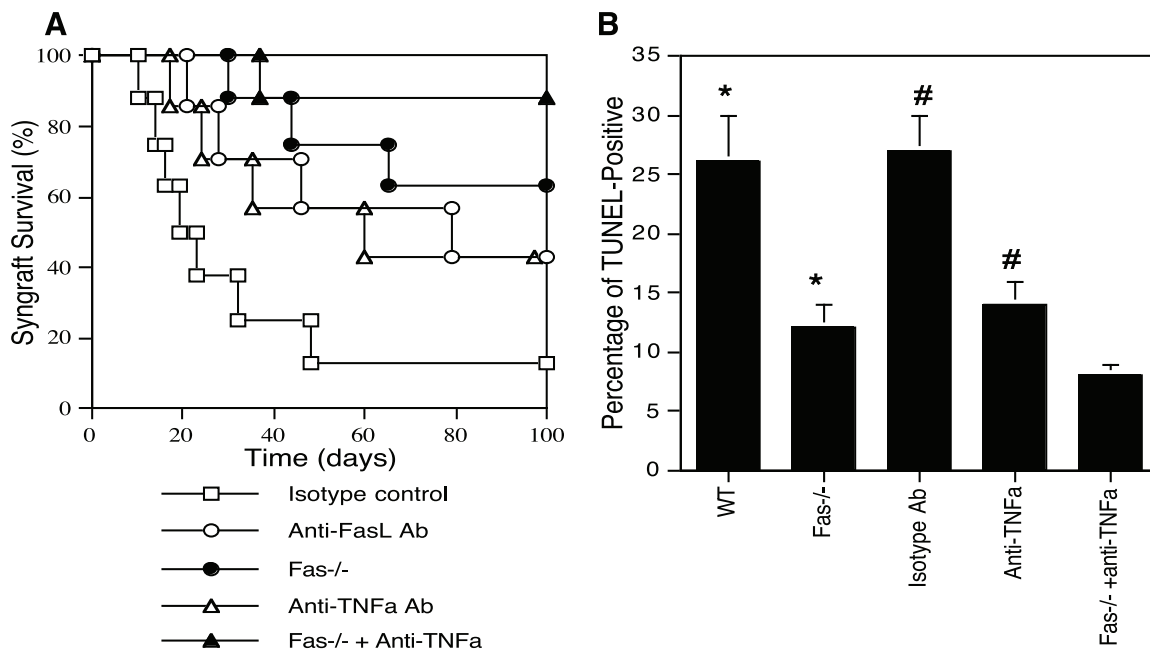 A
Syngraft Survival (%)
100
80
60
40
20
0
0 20 40 60 80 100
Time (days)
Isotype control
Anti-FasL Ab
Fas-/-
Anti-TNFa Ab
Fas-/- + Anti-TNFa
B
Percentage of TUNEL-Positive
35
30
25
20
15
10
5
0
* * # #
WT
Fas-/-
Isotype Ab
Anti-TNFa
Fas-/- +anti-TNFa